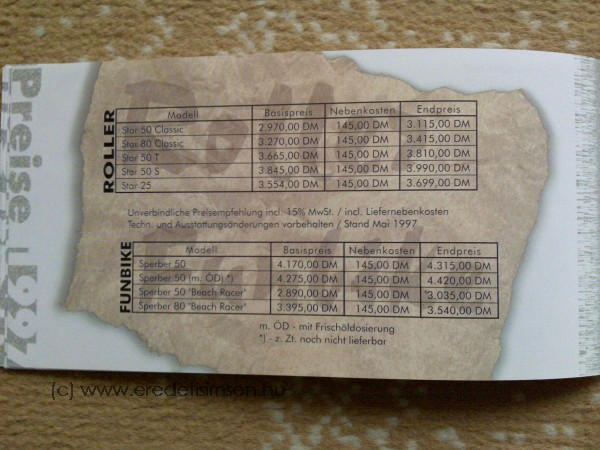 Preise 1997
ROLLER
Modell Basispreis Nebenkosten Endpreis
Star 50 Classic 2.970,00 DM 145,00 DM 3.115,00 DM
Star 80 Classic 3.270,00 DM 145,00 DM 3.415,00 DM
Star 50 T 3.665,00 DM 145,00 DM 3.810,00 DM
Star 50 S 3.845,00 DM 145,00 DM 3.990,00 DM
Star 25 3.554,00 DM 145,00 DM 3.699,00 DM
Unverbindliche Preisempfehlung incl. 15% MwSt. / incl. Liefernebenkosten
Techn. und Ausstattungsänderungen vorbehalten / Stand Mai 1997
FUNBIKE
Modell Basispreis Nebenkosten Endpreis
Sperber 50 4.170,00 DM 145,00 DM 4.315,00 DM
Sperber 50 (m. ÖD) *) 4.275,00 DM 145,00 DM 4.420,00 DM
Sperber 50 "Beach Racer" 2.890,00 DM 145,00 DM 3.035,00 DM
Sperber 80 "Beach Racer" 3.395,00 DM 145,00 DM 3.540,00 DM
m. ÖD - mit Frischöldosierung
*) - z. Zt. noch nicht lieferbar
(c) www.eredetisimson.hu